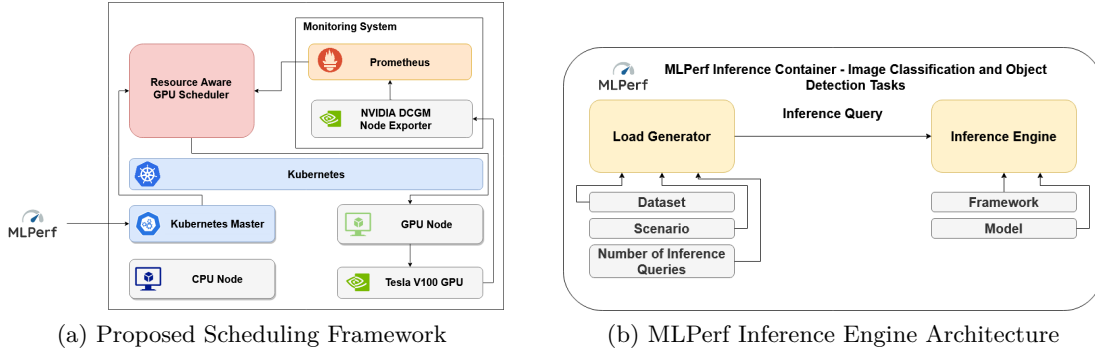 Monitoring System
Resource Aware
GPU Scheduler
Prometheus
NVIDIA DCGM
Node Exporter
Kubernetes
MLPerf
Kubernetes Master
GPU Node
CPU Node
Tesla V100 GPU
(a) Proposed Scheduling Framework
MLPerf
MLPerf Inference Container - Image Classification and Object
Detection Tasks
Load Generator
Inference Query
Inference Engine
Dataset
Scenario
Number of Inference
Queries
Framework
Model
(b) MLPerf Inference Engine Architecture